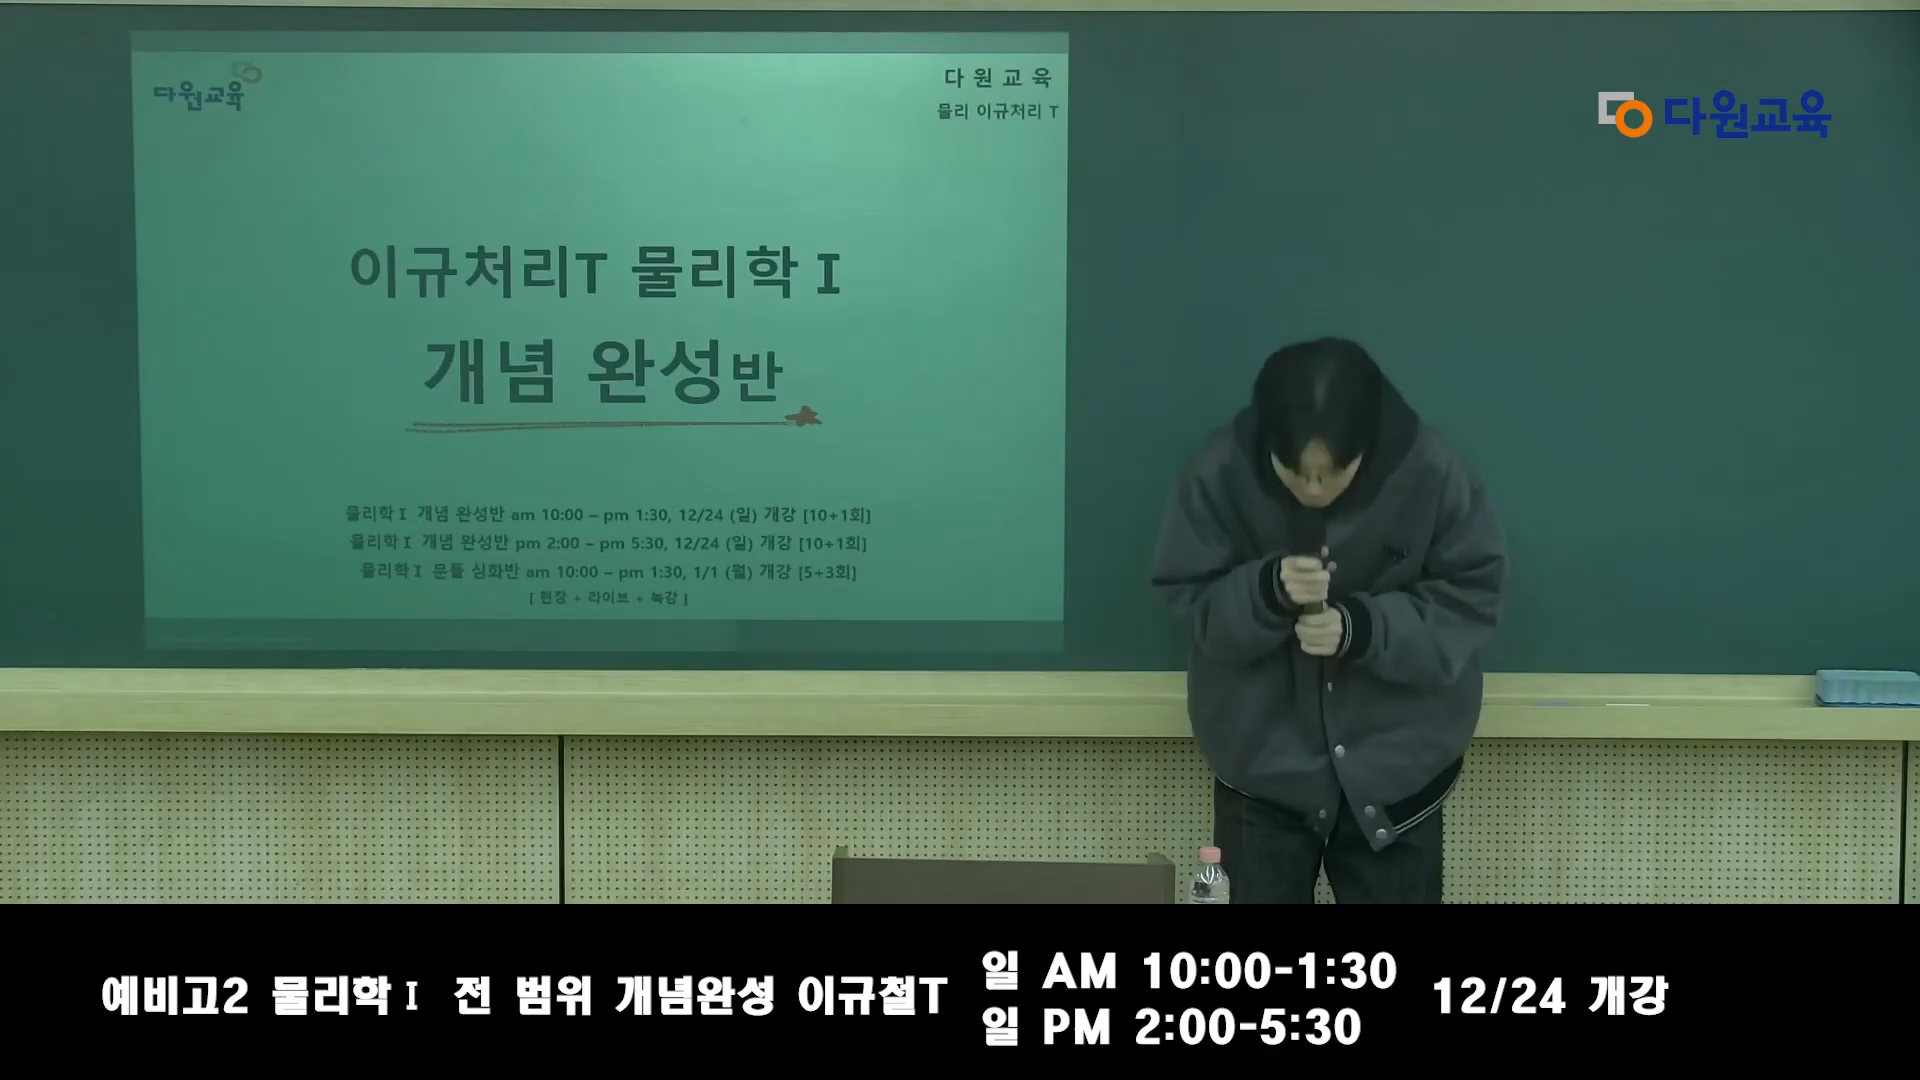 다원교육
다 원 교 육
물리 이규처리 T
다원교육
이규처리T 물리학Ⅰ
개념 완성반
물리학Ⅰ 개념 완성반 am 10:00 – pm 1:30, 12/24 (일) 개강 [10+1회]
물리학Ⅰ 개념 완성반 pm 2:00 – pm 5:30, 12/24 (일) 개강 [10+1회]
물리학Ⅰ 문풀 심화반 am 10:00 – pm 1:30, 1/1 (월) 개강 [5+3회]
[ 현장 + 라이브 + 녹강 ]
예비고2 물리학Ⅰ 전 범위 개념완성 이규철T
일 AM 10:00-1:30
일 PM 2:00-5:30
12/24 개강